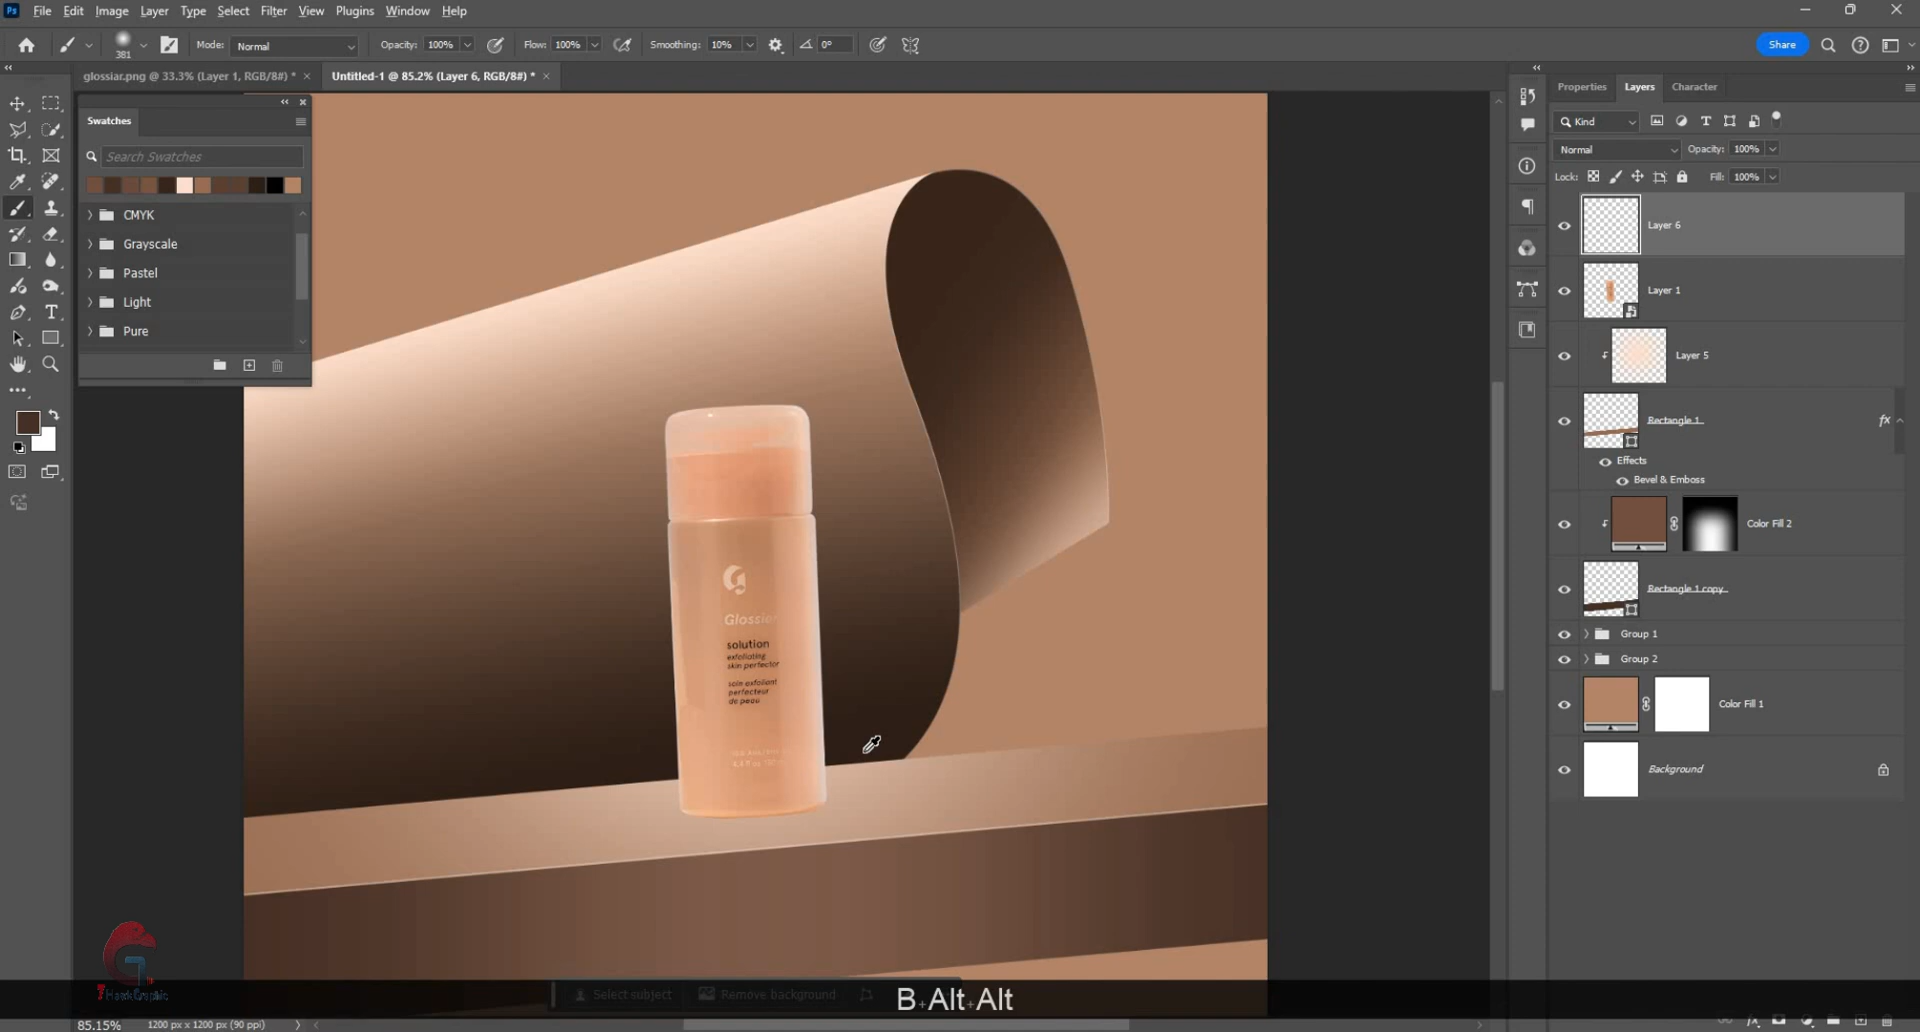 Ps File Edit Image Layer Type Select Filter View Plugins Window Help
381 Mode: Normal Opacity: 100% Flow: 100% Smoothing: 10% 0° Share
glossiar.png @ 33.3% (Layer 1, RGB/8#) * × Untitled-1 @ 85.2% (Layer 6, RGB/8#) * ×
Swatches
Search Swatches
CMYK
Grayscale
Pastel
Light
Pure
Properties Layers Character
Kind
Normal Opacity: 100%
Lock: Fill: 100%
Layer 6
Layer 1
Layer 5
Rectangle 1 fx
Effects
Bevel & Emboss
Color Fill 2
Rectangle 1 copy
Group 1
Group 2
Color Fill 1
Background
Glossier
solution
exfoliating
skin perfector
soin exfoliant
perfecteur
de peau
Select subject Remove background
B+Alt+Alt
85.15% 1200 px x 1200 px (90 ppi)